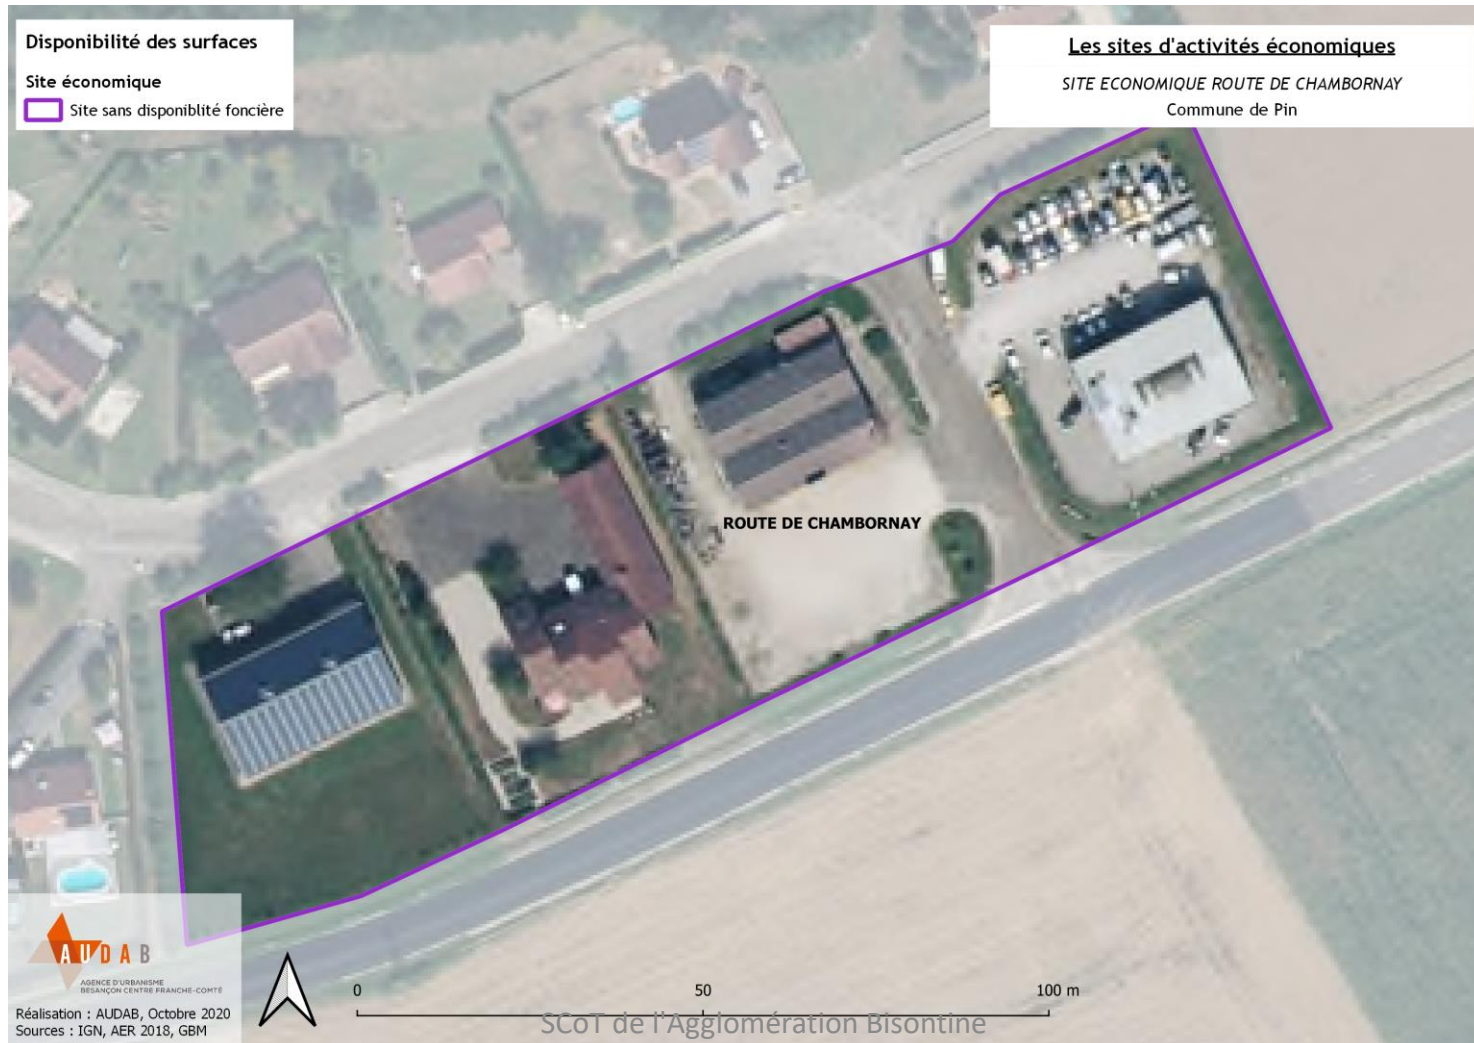 Disponibilité des surfaces
Site économique
Site sans disponiblité foncière
Les sites d'activités économiques
SITE ECONOMIQUE ROUTE DE CHAMBORNAY
Commune de Pin
ROUTE DE CHAMBORNAY
AUDAB
AGENCE D'URBANISME
BESANÇON CENTRE FRANCHE-COMTÉ
Réalisation : AUDAB, Octobre 2020
Sources : IGN, AER 2018, GBM
0 50 100 m
SCoT de l'Agglomération Bisontine